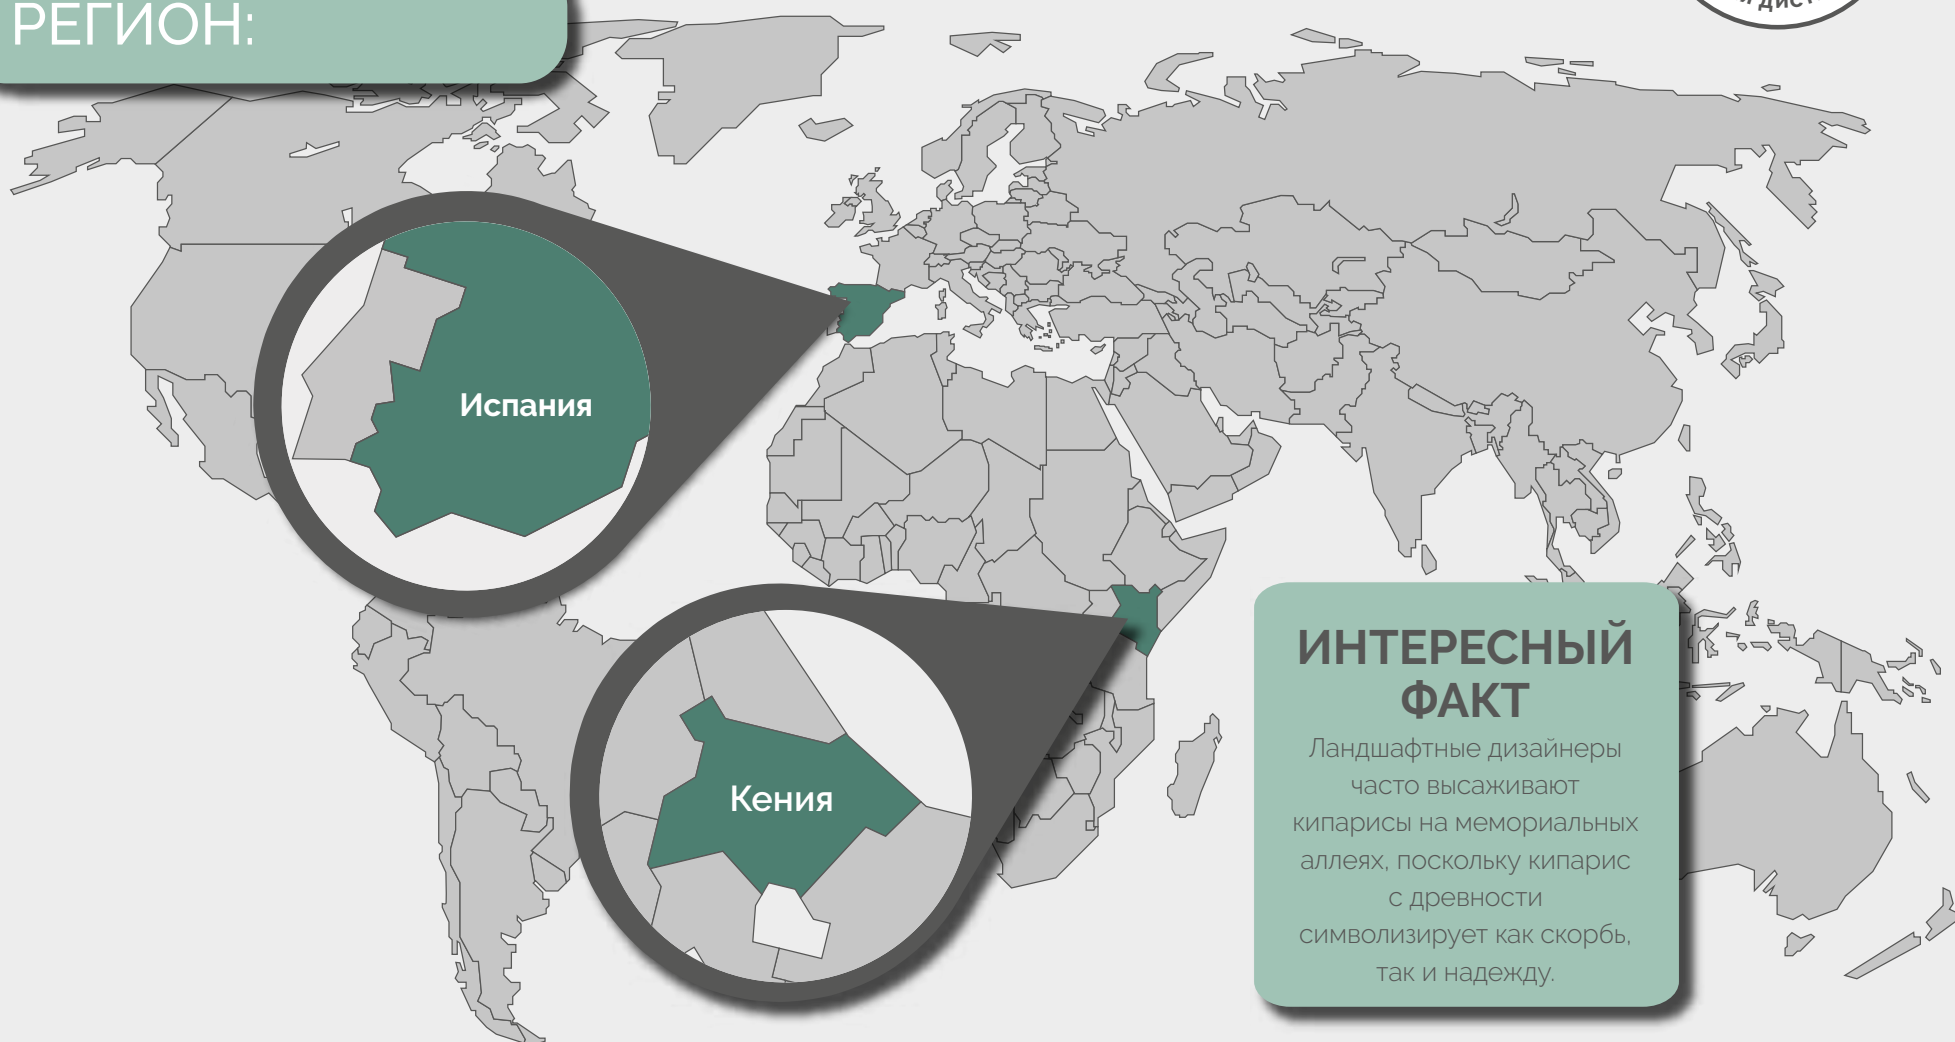 РЕГИОН:
Испания
Кения
ИНТЕРЕСНЫЙ
ФАКТ
Ландшафтные дизайнеры
часто высаживают
кипарисы на мемориальных
аллеях, поскольку кипарис
с древности
символизирует как скорбь,
так и надежду.